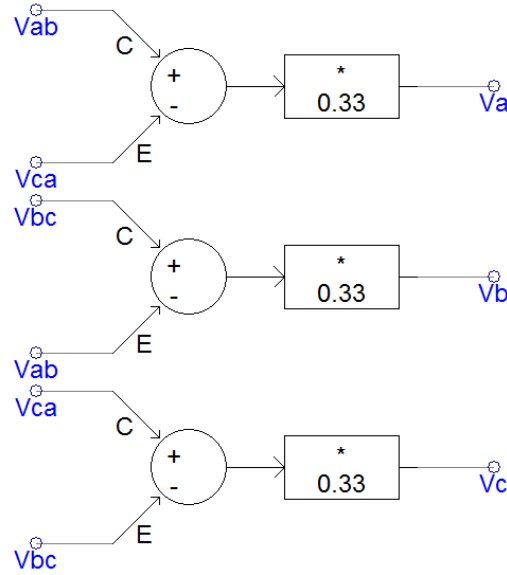 Vab
C
+
-
*
0.33
Va
E
Vca
Vbc
C
+
-
*
0.33
Vb
E
Vab
Vca
C
+
-
*
0.33
Vc
E
Vbc